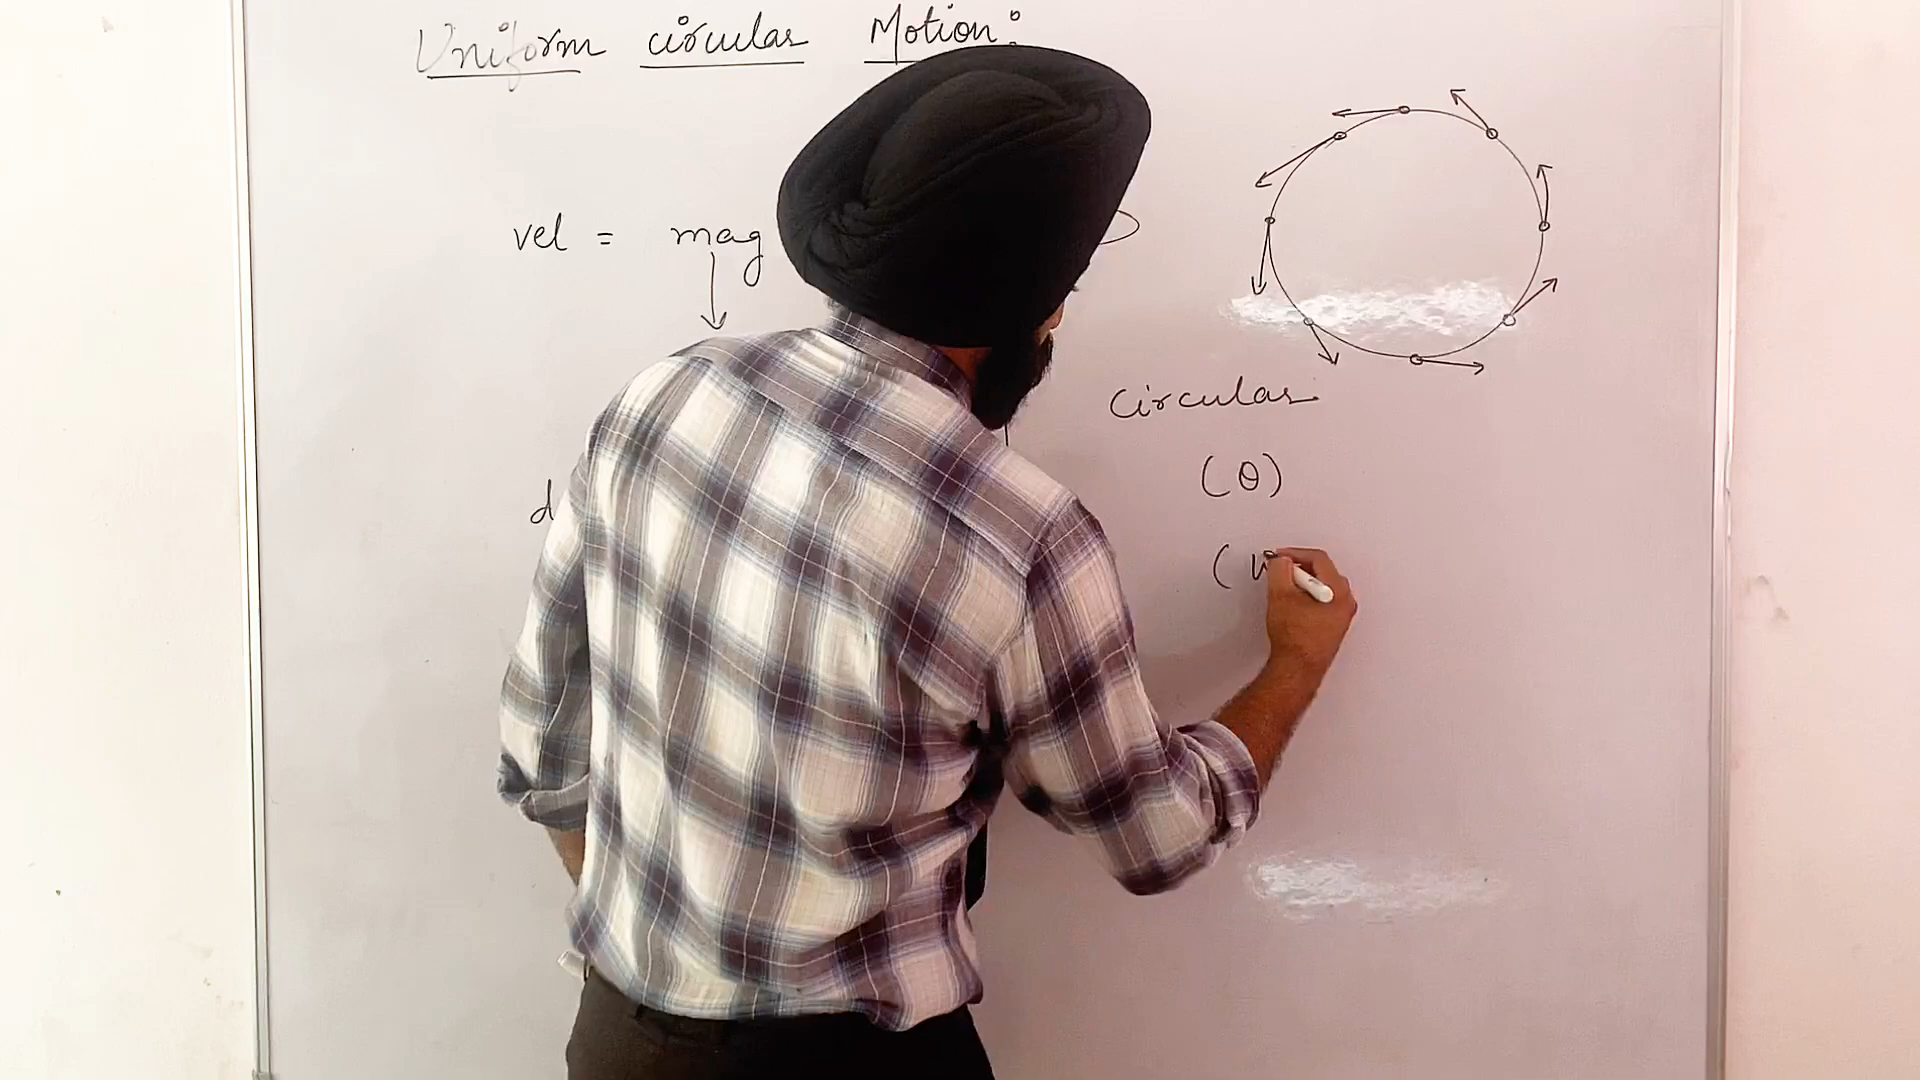 Uniform circular Motion:
vel = mag
circular
d
(θ)
(w